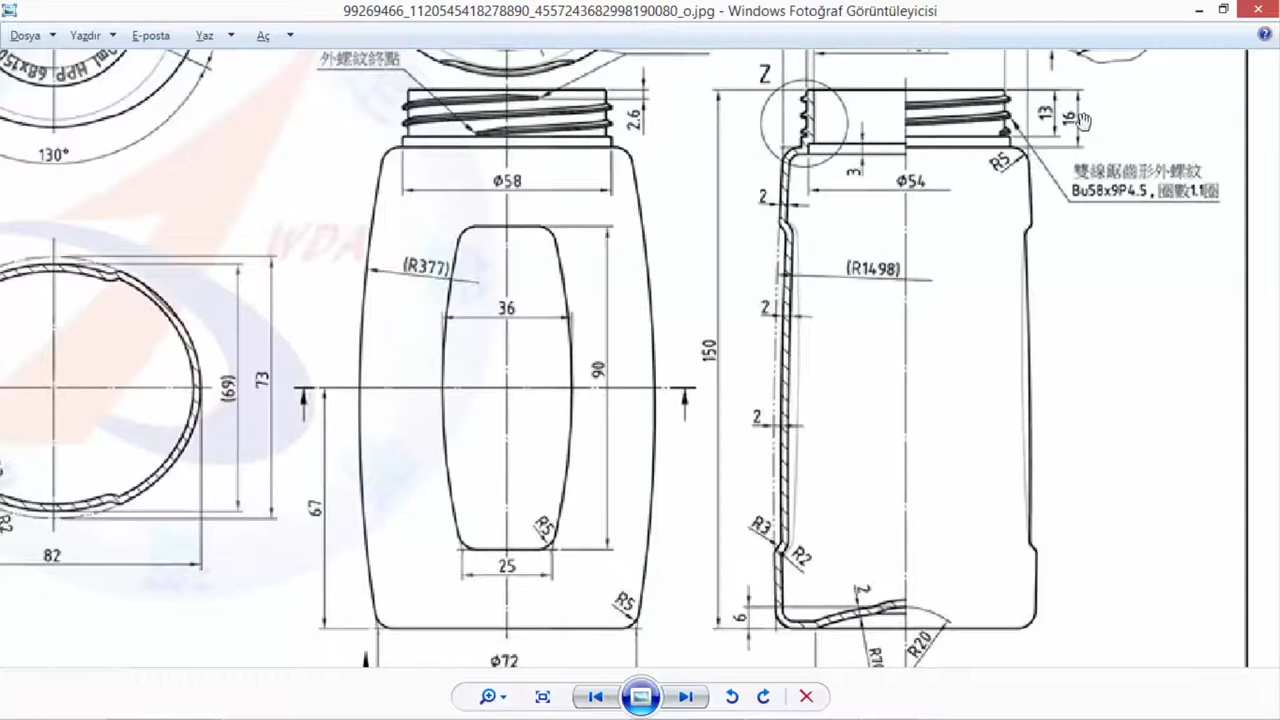 99269466_1120545418278890_4557243682998190080_o.jpg - Windows Fotoğraf Görüntüleyicisi
Dosya Yazdır E-posta Yaz Aç
外螺紋終點
Z
130°
2.6
13
16
Ø58
3
Ø54
R5
雙線鋸齒形外螺紋
Bu58x9P4.5 , 圈數1.1圈
2
WDA
(R377)
(R1498)
36
2
150
90
(69)
73
2
67
R5
R3
R2
R2
82
25
R5
2
6
R20
Ø72